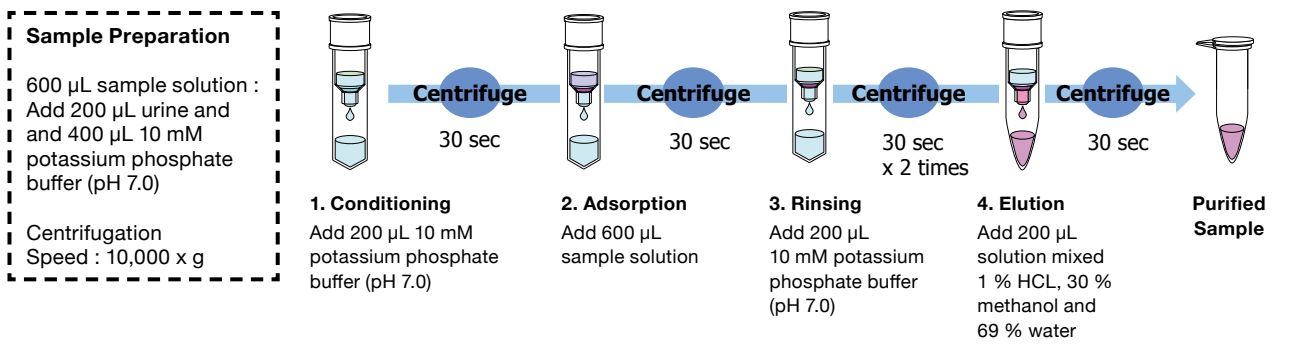 Sample Preparation
600 µL sample solution :
Add 200 µL urine and
and 400 µL 10 mM
potassium phosphate
buffer (pH 7.0)
Centrifugation
Speed : 10,000 x g
Centrifuge
30 sec
Centrifuge
30 sec
Centrifuge
30 sec
x 2 times
Centrifuge
30 sec
1. Conditioning
Add 200 µL 10 mM
potassium phosphate
buffer (pH 7.0)
2. Adsorption
Add 600 µL
sample solution
3. Rinsing
Add 200 µL
10 mM potassium
phosphate buffer
(pH 7.0)
4. Elution
Add 200 µL
solution mixed
1 % HCL, 30 %
methanol and
69 % water
Purified
Sample